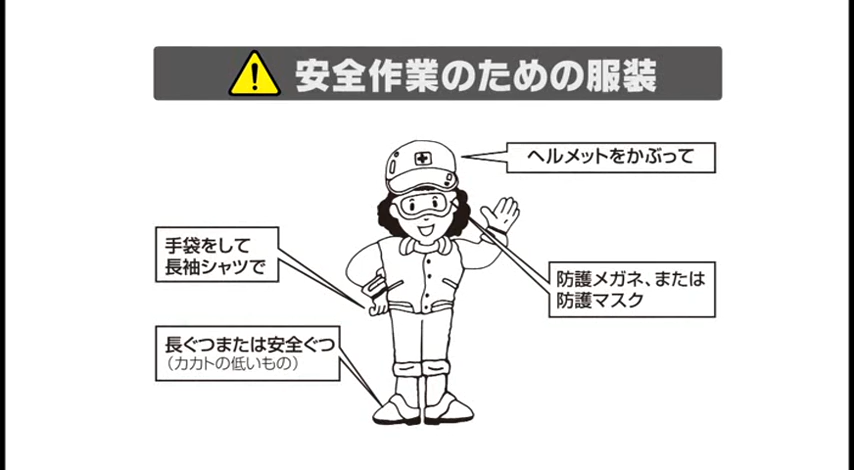 安全作業のための服装
ヘルメットをかぶって
手袋をして
長袖シャツで
防護メガネ、または
防護マスク
長ぐつまたは安全ぐつ
（カカトの低いもの）